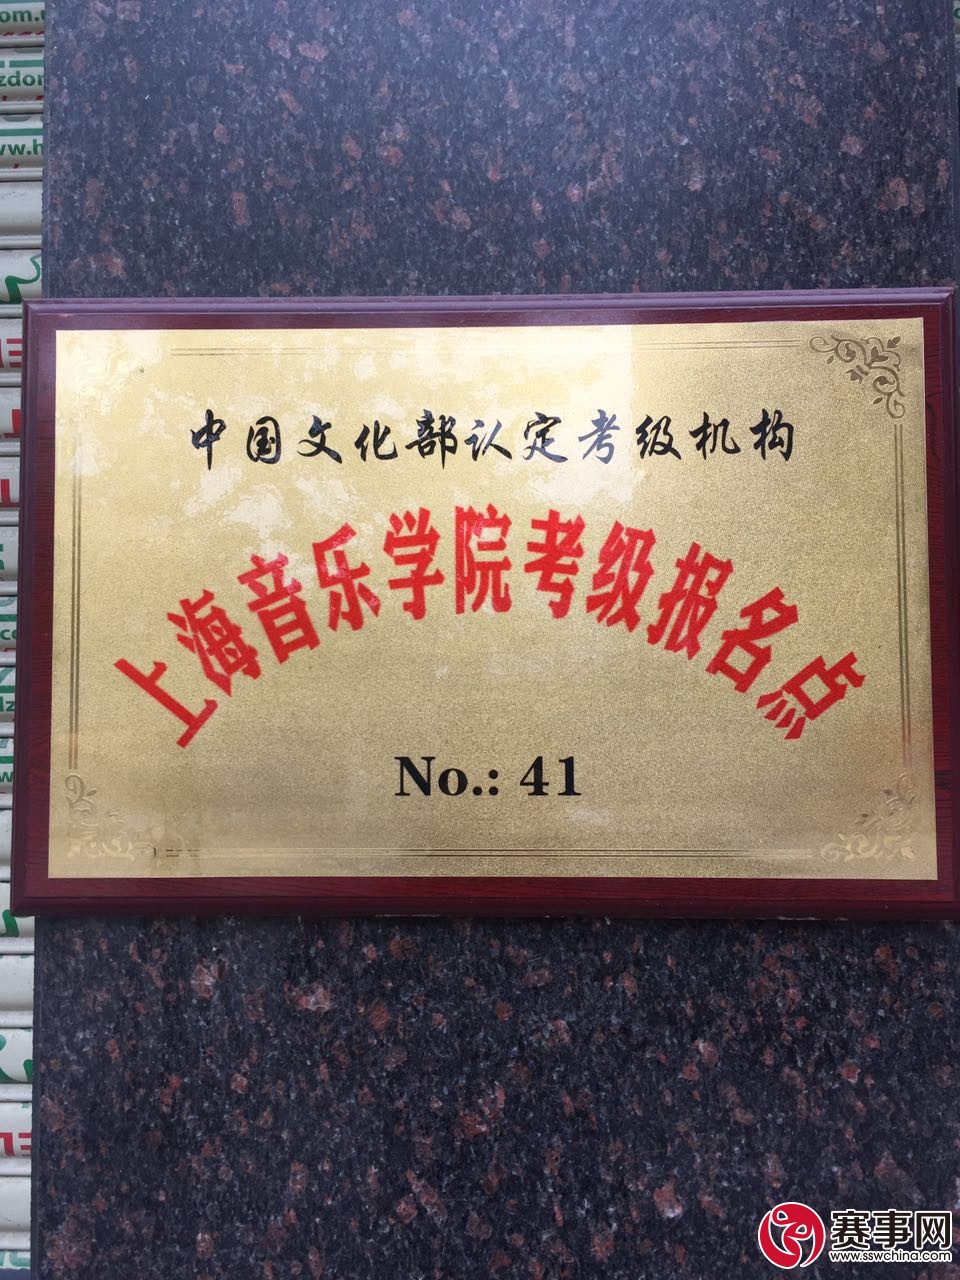 中国文化部认定考级机构
上海音乐学院考级报名点
No.: 41
赛事网
www.sswchina.com